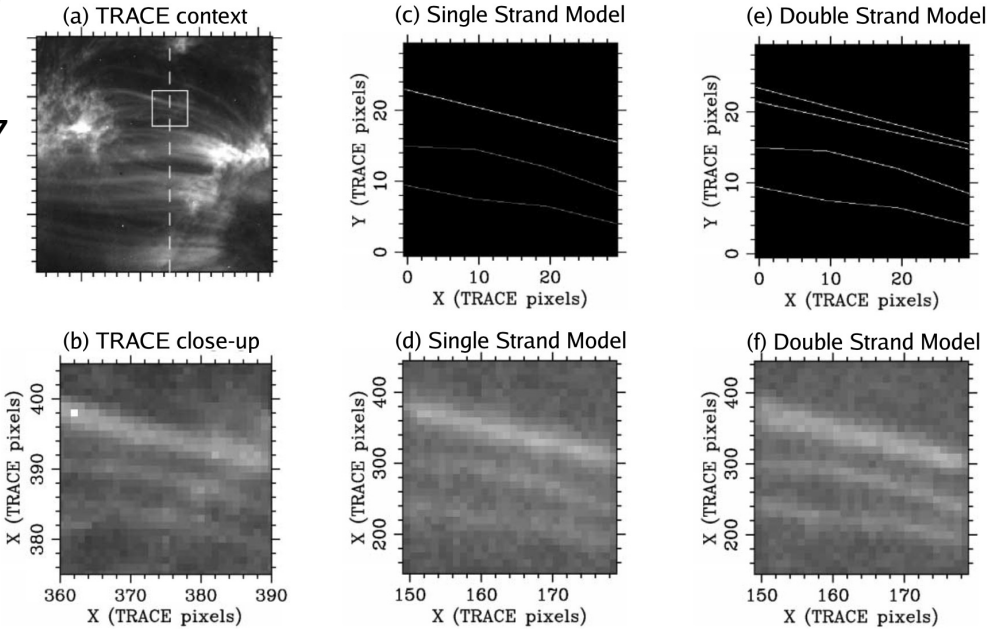 (a) TRACE context
(c) Single Strand Model
(e) Double Strand Model
7
Y (TRACE pixels)
20
10
0
0 10 20
X (TRACE pixels)
Y (TRACE pixels)
20
10
0
0 10 20
X (TRACE pixels)
(b) TRACE close-up
(d) Single Strand Model
(f) Double Strand Model
X (TRACE pixels)
400
390
380
360 370 380 390
X (TRACE pixels)
X (TRACE pixels)
400
300
200
150 160 170
X (TRACE pixels)
X (TRACE pixels)
400
300
200
150 160 170
X (TRACE pixels)